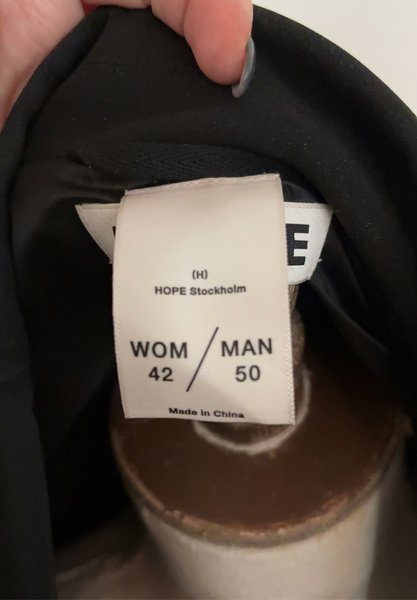 E
(H)
HOPE Stockholm
WOM / MAN
42 50
Made in China